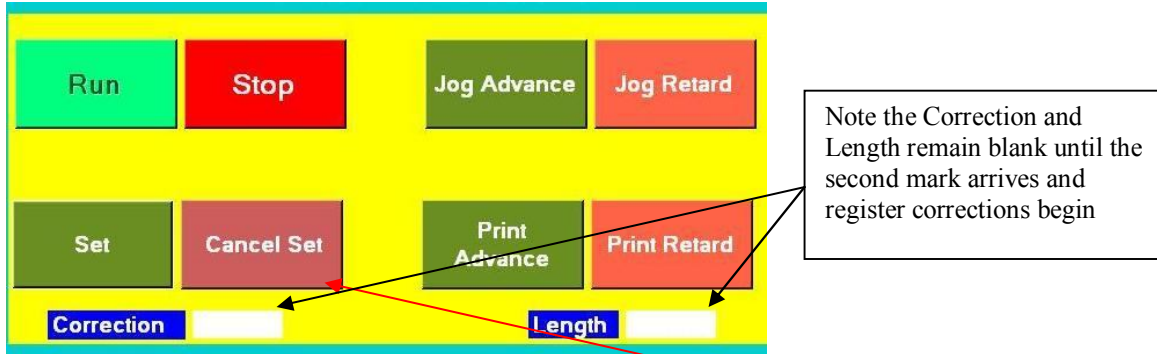 Run
Stop
Jog Advance
Jog Retard
Note the Correction and
Length remain blank until the
second mark arrives and
register corrections begin
Set
Cancel Set
Print
Advance
Print Retard
Correction
Length